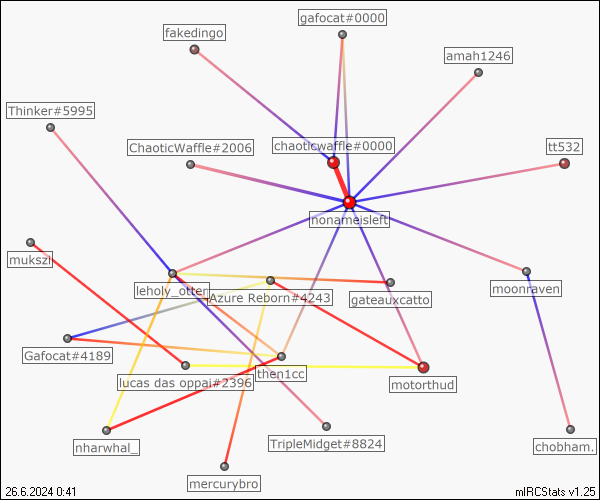 gafocat#0000
fakedingo
amah1246
Thinker#5995
ChaoticWaffle#2006
chaoticwaffle#0000
tt532
nonameisleft
mukszi
leholy_otter
Azure Reborn#4243
gateauxcatto
moonraven
Gafocat#4189
lucas das oppai#2396
then1cc
motorthud
nharwhal_
TripleMidget#8824
chobham.
mercurybro
26.6.2024 0:41
mIRCStats v1.25